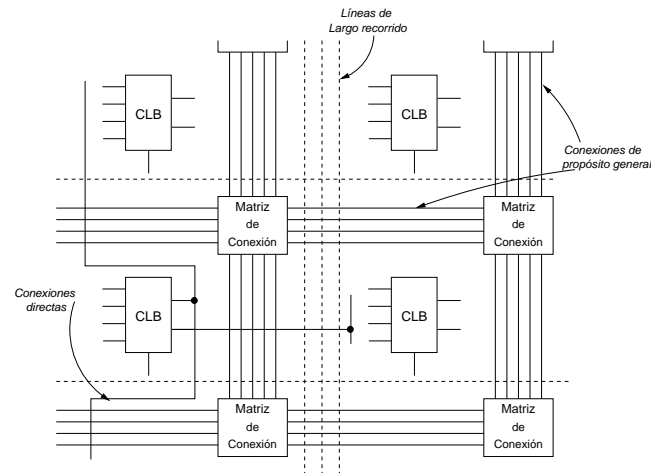 Líneas de
Largo recorrido
CLB
CLB
Conexiones de
propósito general
Matriz
de
Conexión
Matriz
de
Conexión
Conexiones
directas
CLB
CLB
Matriz
de
Conexión
Matriz
de
Conexión